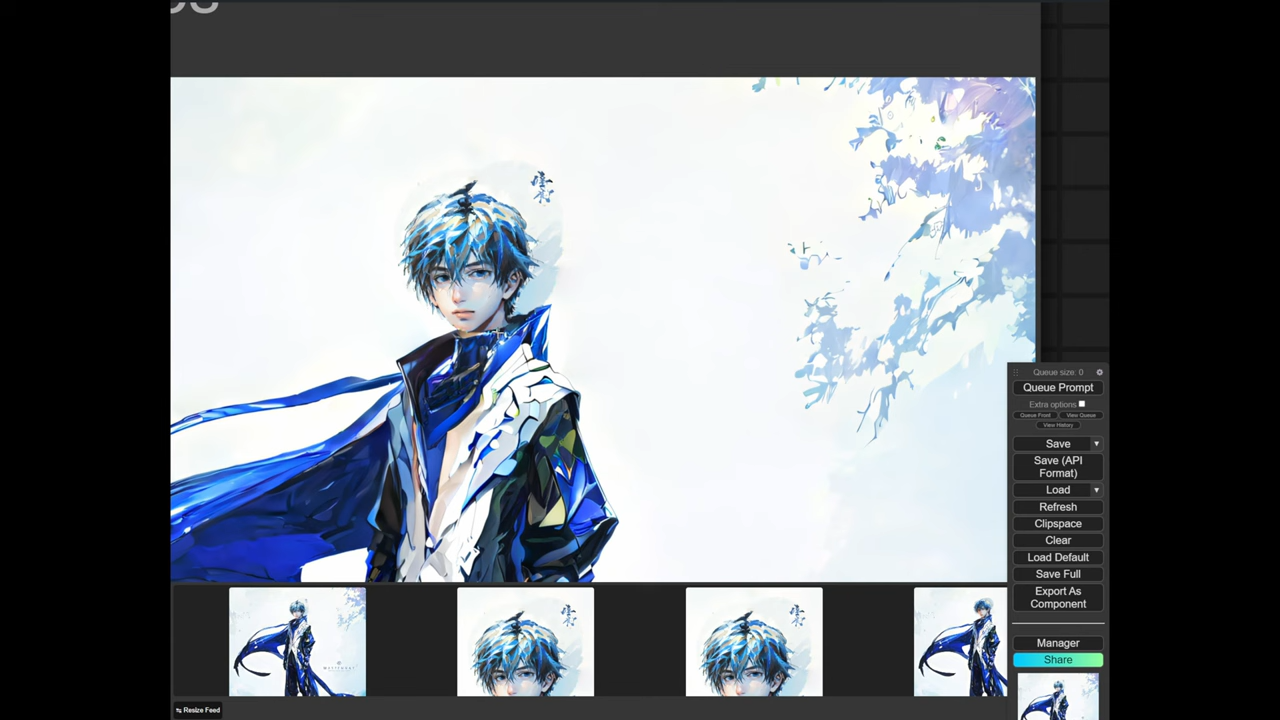 Queue size: 0
Queue Prompt
Extra options
Queue Front
View Queue
View History
Save
Save (API Format)
Load
Refresh
Clipspace
Clear
Load Default
Save Full
Export As Component
Manager
Share
Resize Feed